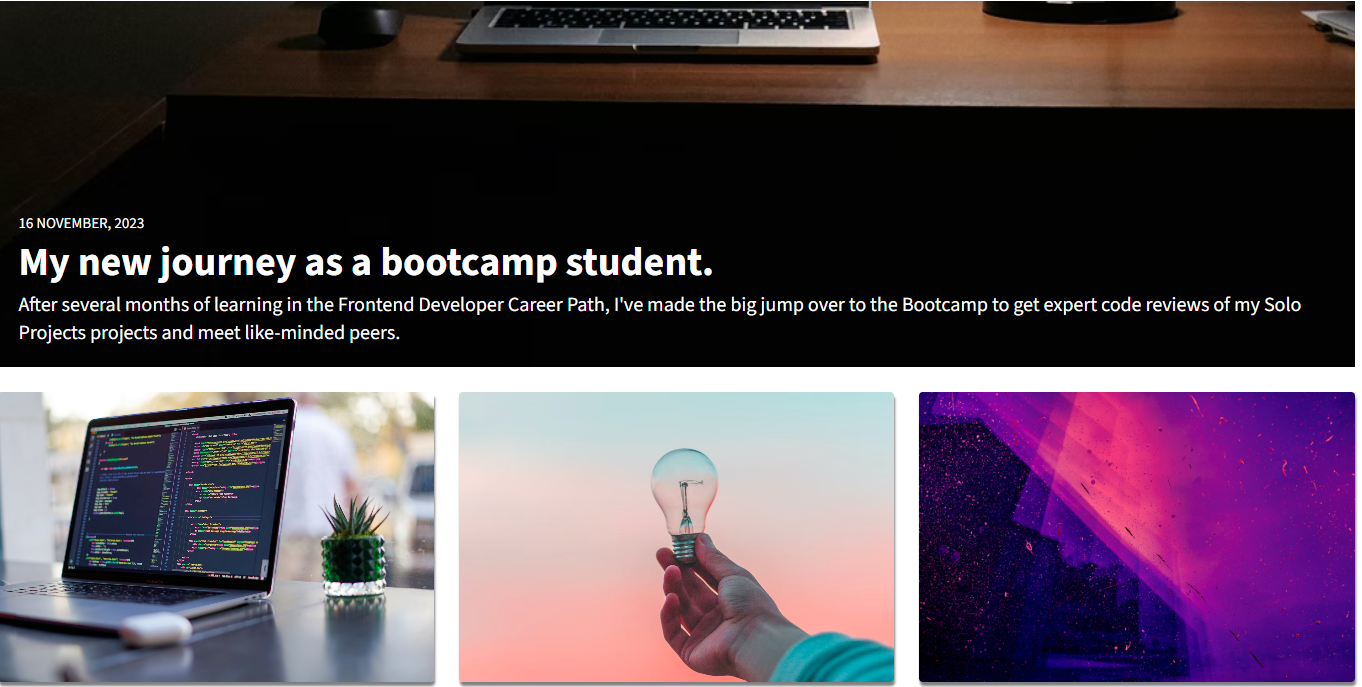 16 NOVEMBER, 2023
My new journey as a bootcamp student.
After several months of learning in the Frontend Developer Career Path, I've made the big jump over to the Bootcamp to get expert code reviews of my Solo
Projects projects and meet like-minded peers.